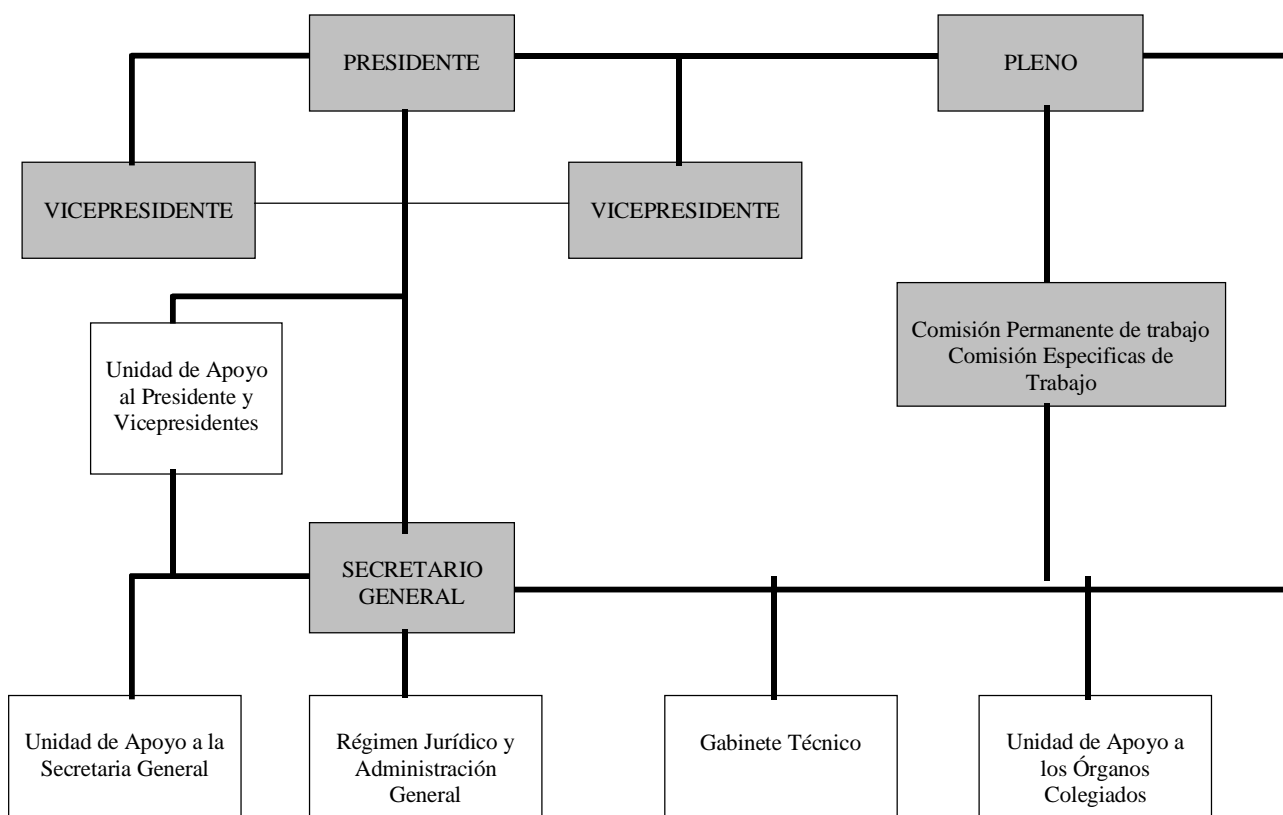 PRESIDENTE
PLENO
VICEPRESIDENTE
VICEPRESIDENTE
Comisión Permanente de trabajo
Comisión Especificas de
Trabajo
Unidad de Apoyo
al Presidente y
Vicepresidentes
SECRETARIO
GENERAL
Unidad de Apoyo a la
Secretaria General
Régimen Jurídico y
Administración
General
Gabinete Técnico
Unidad de Apoyo a
los Órganos
Colegiados